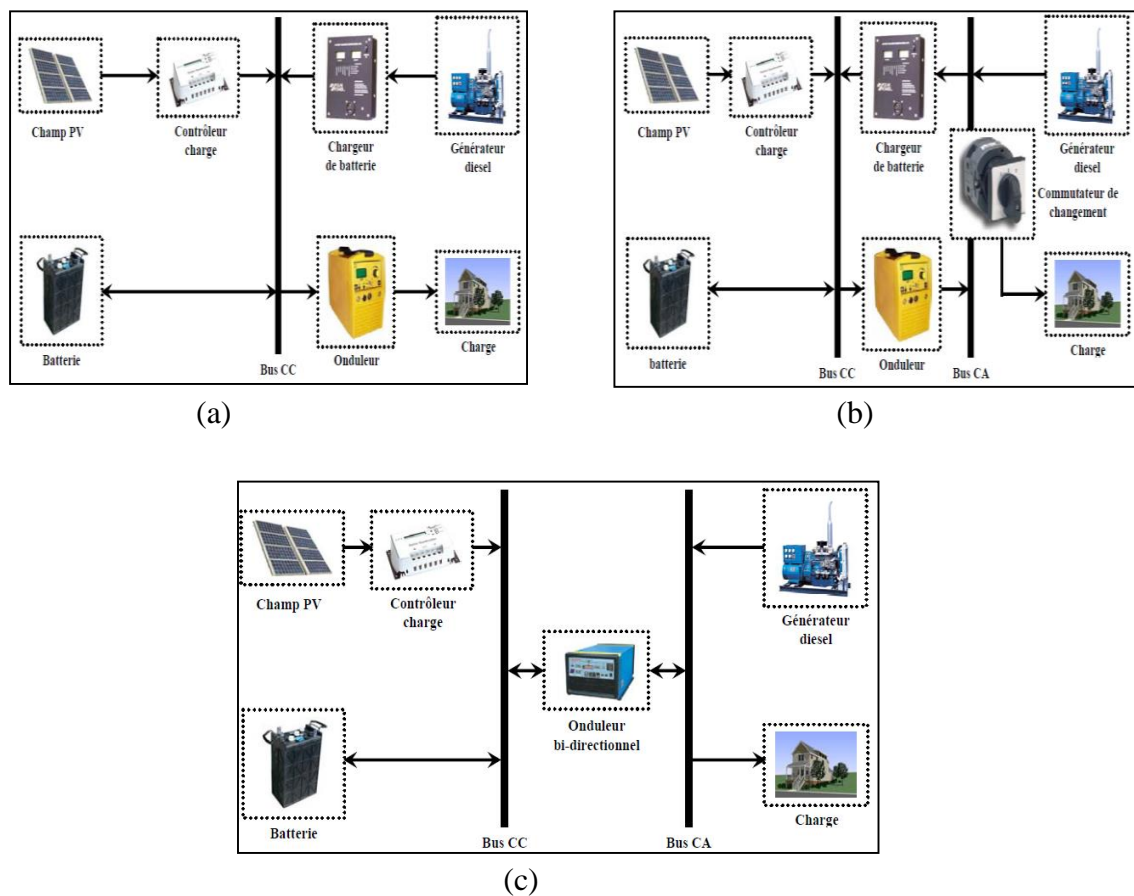 Champ PV
Contrôleur
charge
Chargeur
de batterie
Générateur
diesel
Batterie
Bus CC
Onduleur
Charge
(a)
Champ PV
Contrôleur
charge
Chargeur
de batterie
Générateur
diesel
Commutateur de
changement
batterie
Bus CC
Onduleur
Bus CA
Charge
(b)
Champ PV
Contrôleur
charge
Générateur
diesel
Onduleur
bi-directionnel
Batterie
Bus CC
Bus CA
Charge
(c)